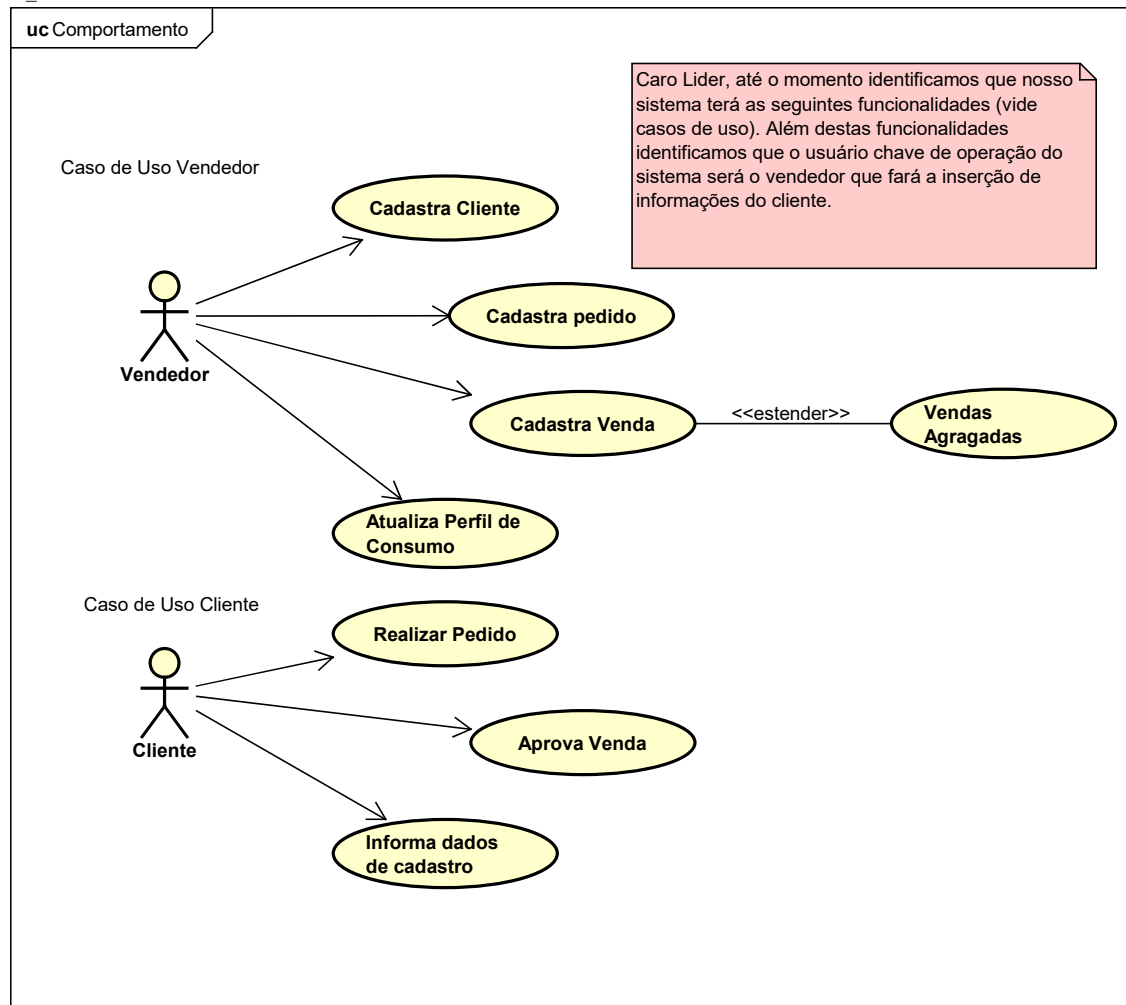 uc Comportamento
Caro Lider, até o momento identificamos que nosso
sistema terá as seguintes funcionalidades (vide
casos de uso). Além destas funcionalidades
identificamos que o usuário chave de operação do
sistema será o vendedor que fará a inserção de
informações do cliente.
Caso de Uso Vendedor
Cadastra Cliente
Cadastra pedido
Vendedor
Cadastra Venda
<<estender>>
Vendas
Agragadas
Atualiza Perfil de
Consumo
Caso de Uso Cliente
Realizar Pedido
Cliente
Aprova Venda
Informa dados
de cadastro